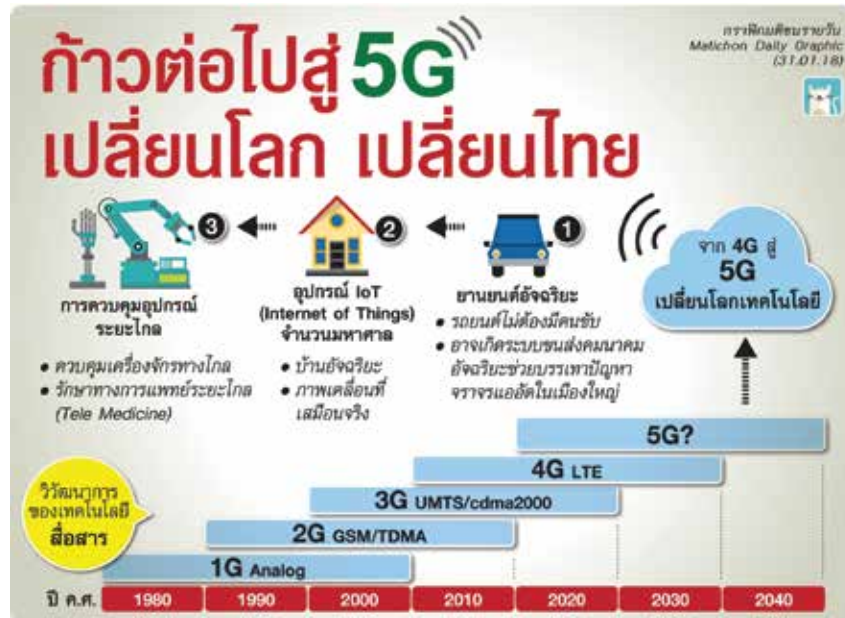 กราฟิกมติชนรายวัน
Matichon Daily Graphic
(31.01.18)
ก้าวต่อไปสู่ 5G
เปลี่ยนโลก เปลี่ยนไทย
จาก 4G สู่
5G
เปลี่ยนโลกเทคโนโลยี
1
ยานยนต์อัจฉริยะ
• รถยนต์ไม่ต้องมีคนขับ
• อาจเกิดระบบขนส่งคมนาคม
อัจฉริยะช่วยบรรเทาปัญหา
จราจรแออัดในเมืองใหญ่
2
อุปกรณ์ IoT
(Internet of Things)
จำนวนมหาศาล
• บ้านอัจฉริยะ
• ภาพเคลื่อนที่
เสมือนจริง
3
การควบคุมอุปกรณ์
ระยะไกล
• ควบคุมเครื่องจักรทางไกล
• รักษาทางการแพทย์ระยะไกล
(Tele Medicine)
วิวัฒนาการ
ของเทคโนโลยี
สื่อสาร
5G?
4G LTE
3G UMTS/cdma2000
2G GSM/TDMA
1G Analog
ปี ค.ศ. 1980 1990 2000 2010 2020 2030 2040